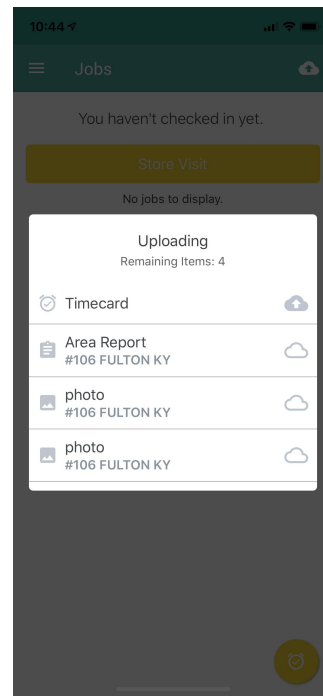 10:44
Jobs
You haven't checked in yet.
Store Visit
No jobs to display.
Uploading
Remaining Items: 4
Timecard
Area Report
#106 FULTON KY
photo
#106 FULTON KY
photo
#106 FULTON KY